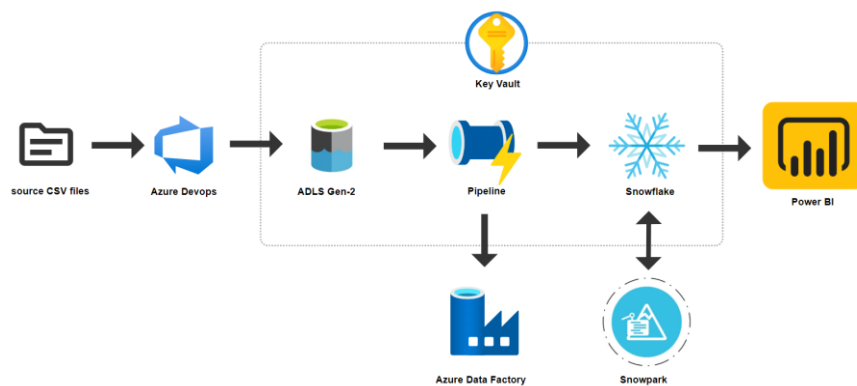 Key Vault
source CSV files
Azure Devops
ADLS Gen-2
Pipeline
Snowflake
Power BI
Azure Data Factory
Snowpark